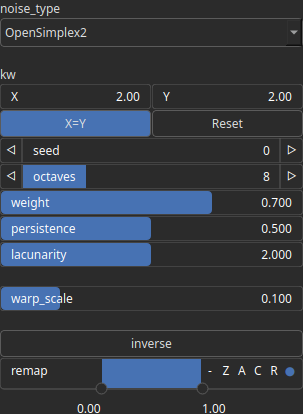 noise_type
OpenSimplex2
kw
X 2.00 Y 2.00
X=Y Reset
seed 0
octaves 8
weight 0.700
persistence 0.500
lacunarity 2.000
warp_scale 0.100
inverse
remap - Z A C R
0.00 1.00